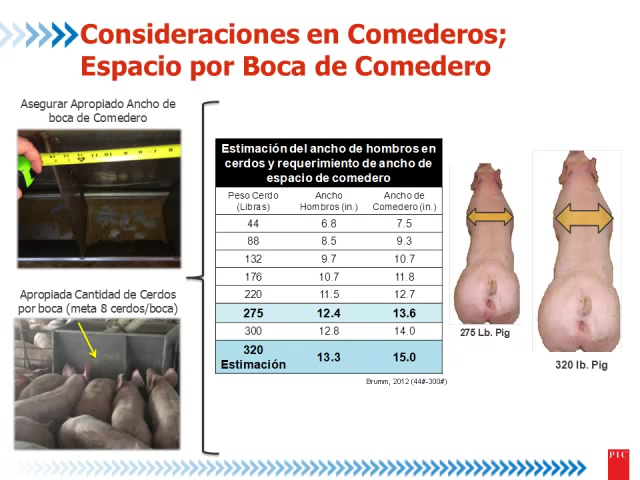 Consideraciones en Comederos;
Espacio por Boca de Comedero
Asegurar Apropiado Ancho de
boca de Comedero
Apropiada Cantidad de Cerdos
por boca (meta 8 cerdos/boca)
Estimación del ancho de hombros en
cerdos y requerimiento de ancho de
espacio de comedero
Peso Cerdo (Libras) Ancho Hombros (in.) Ancho de Comedero (in.)
44 6.8 7.5
88 8.5 9.3
132 9.7 10.7
176 10.7 11.8
220 11.5 12.7
275 12.4 13.6
300 12.8 14.0
320 Estimación 13.3 15.0
Brumm, 2012 (44#-300#)
275 Lb. Pig
320 lb. Pig
PIC